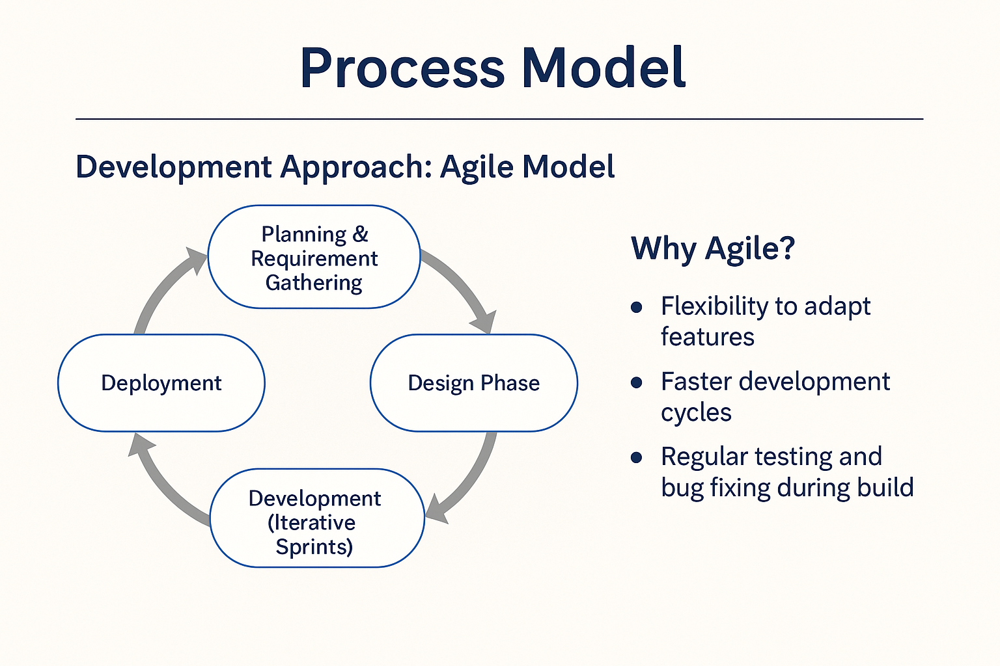 Process Model
Development Approach: Agile Model
Planning &
Requirement
Gathering
Design Phase
Development
(Iterative
Sprints)
Deployment
Why Agile?
• Flexibility to adapt
features
• Faster development
cycles
• Regular testing and
bug fixing during build